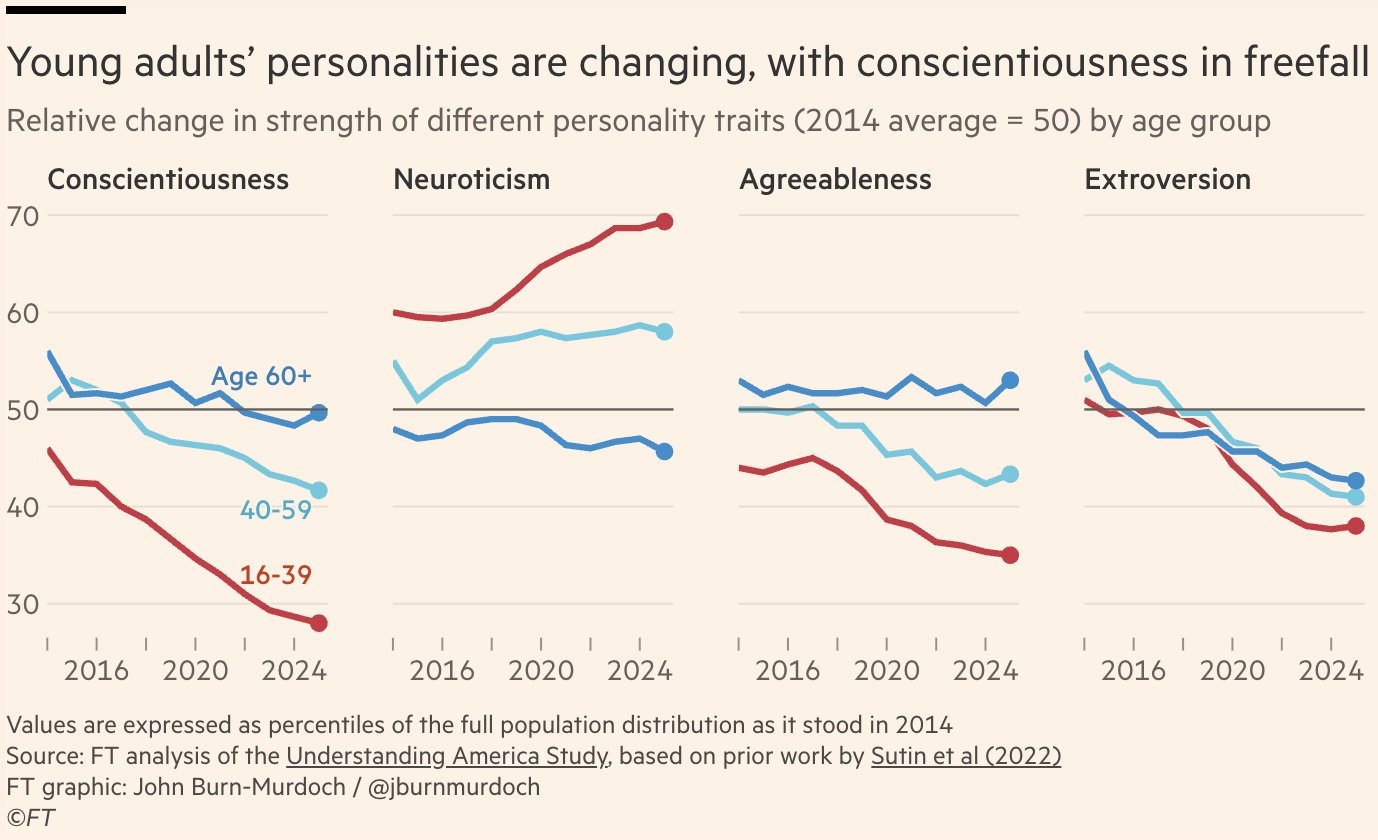 Young adults’ personalities are changing, with conscientiousness in freefall
Relative change in strength of different personality traits (2014 average = 50) by age group
Conscientiousness
Neuroticism
Agreeableness
Extroversion
70
60
50
40
30
Age 60+
40-59
16-39
2016 2020 2024
2016 2020 2024
2016 2020 2024
2016 2020 2024
Values are expressed as percentiles of the full population distribution as it stood in 2014
Source: FT analysis of the Understanding America Study, based on prior work by Sutin et al (2022)
FT graphic: John Burn-Murdoch / @jburnmurdoch
©FT